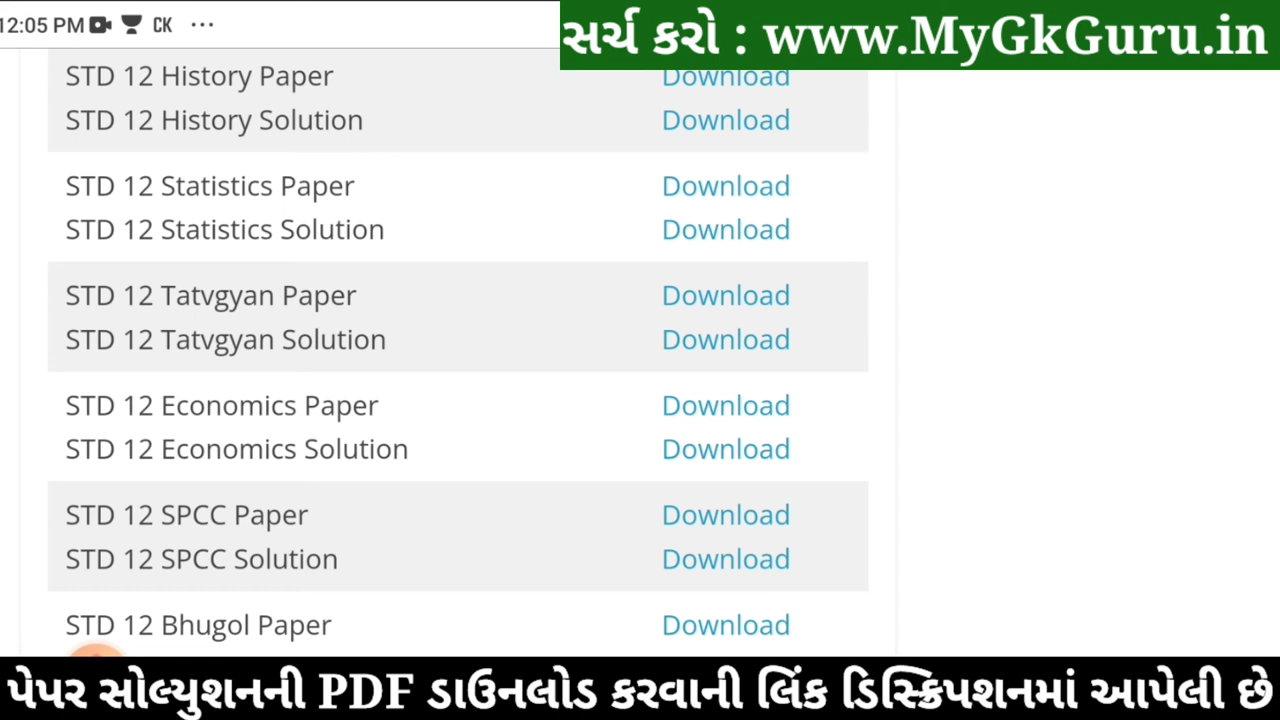 12:05 PM CK ...
સર્ચ કરો : www.MyGkGuru.in
STD 12 History Paper Download
STD 12 History Solution Download
STD 12 Statistics Paper Download
STD 12 Statistics Solution Download
STD 12 Tatvgyan Paper Download
STD 12 Tatvgyan Solution Download
STD 12 Economics Paper Download
STD 12 Economics Solution Download
STD 12 SPCC Paper Download
STD 12 SPCC Solution Download
STD 12 Bhugol Paper Download
પેપર સોલ્યુશનની PDF ડાઉનલોડ કરવાની લિંક ડિસ્ક્રિપશનમાં આપેલી છે